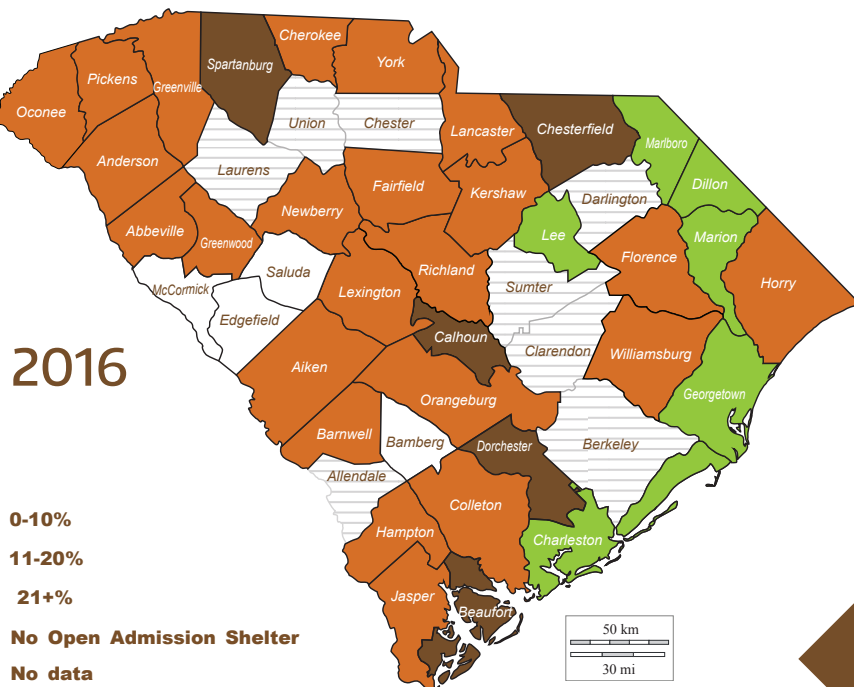 Cherokee
Spartanburg
York
Pickens
Greenville
Oconee
Union
Chester
Lancaster
Chesterfield
Marlboro
Anderson
Laurens
Dillon
Fairfield
Kershaw
Darlington
Newberry
Abbeville
Greenwood
Lee
Marion
Florence
Saluda
Richland
Horry
McCormick
Lexington
Sumter
Edgefield
Calhoun
Clarendon
Williamsburg
2016
Aiken
Georgetown
Orangeburg
Barnwell
Bamberg
Dorchester
Berkeley
Allendale
Colleton
0-10%
Hampton
Charleston
11-20%
21+%
Jasper
Beaufort
No Open Admission Shelter
50 km
30 mi
No data